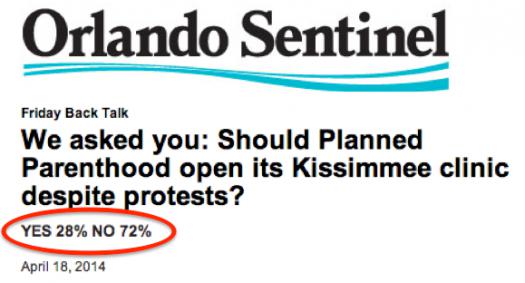 Orlando Sentinel
Friday Back Talk
We asked you: Should Planned
Parenthood open its Kissimmee clinic
despite protests?
YES 28% NO 72%
April 18, 2014